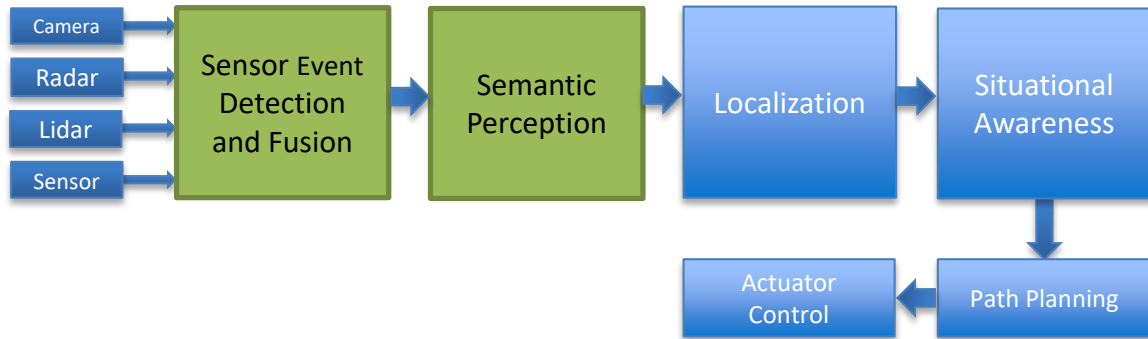 Camera
Radar
Lidar
Sensor
Sensor Event
Detection
and Fusion
Semantic
Perception
Localization
Situational
Awareness
Actuator
Control
Path Planning